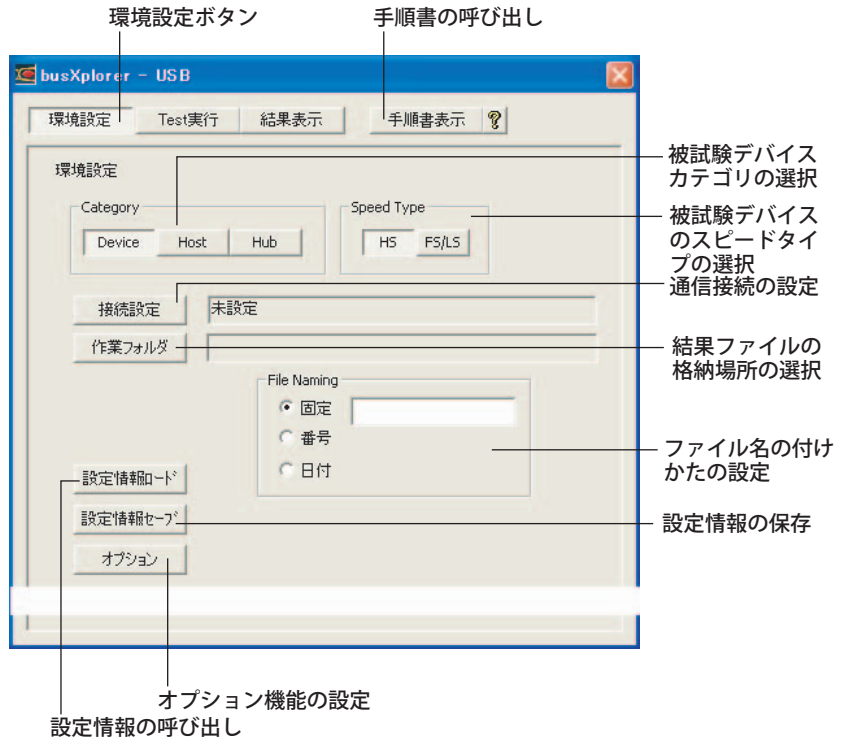 環境設定ボタン
手順書の呼び出し
busXplorer - USB
環境設定
Test実行
結果表示
手順書表示
?
環境設定
Category
Speed Type
Device
Host
Hub
HS
FS/LS
被試験デバイス
カテゴリの選択
被試験デバイス
のスピードタイ
プの選択
接続設定
未設定
通信接続の設定
作業フォルダ
結果ファイルの
格納場所の選択
File Naming
固定
番号
日付
ファイル名の付け
かたの設定
設定情報ロード
設定情報セーブ
設定情報の保存
オプション
オプション機能の設定
設定情報の呼び出し